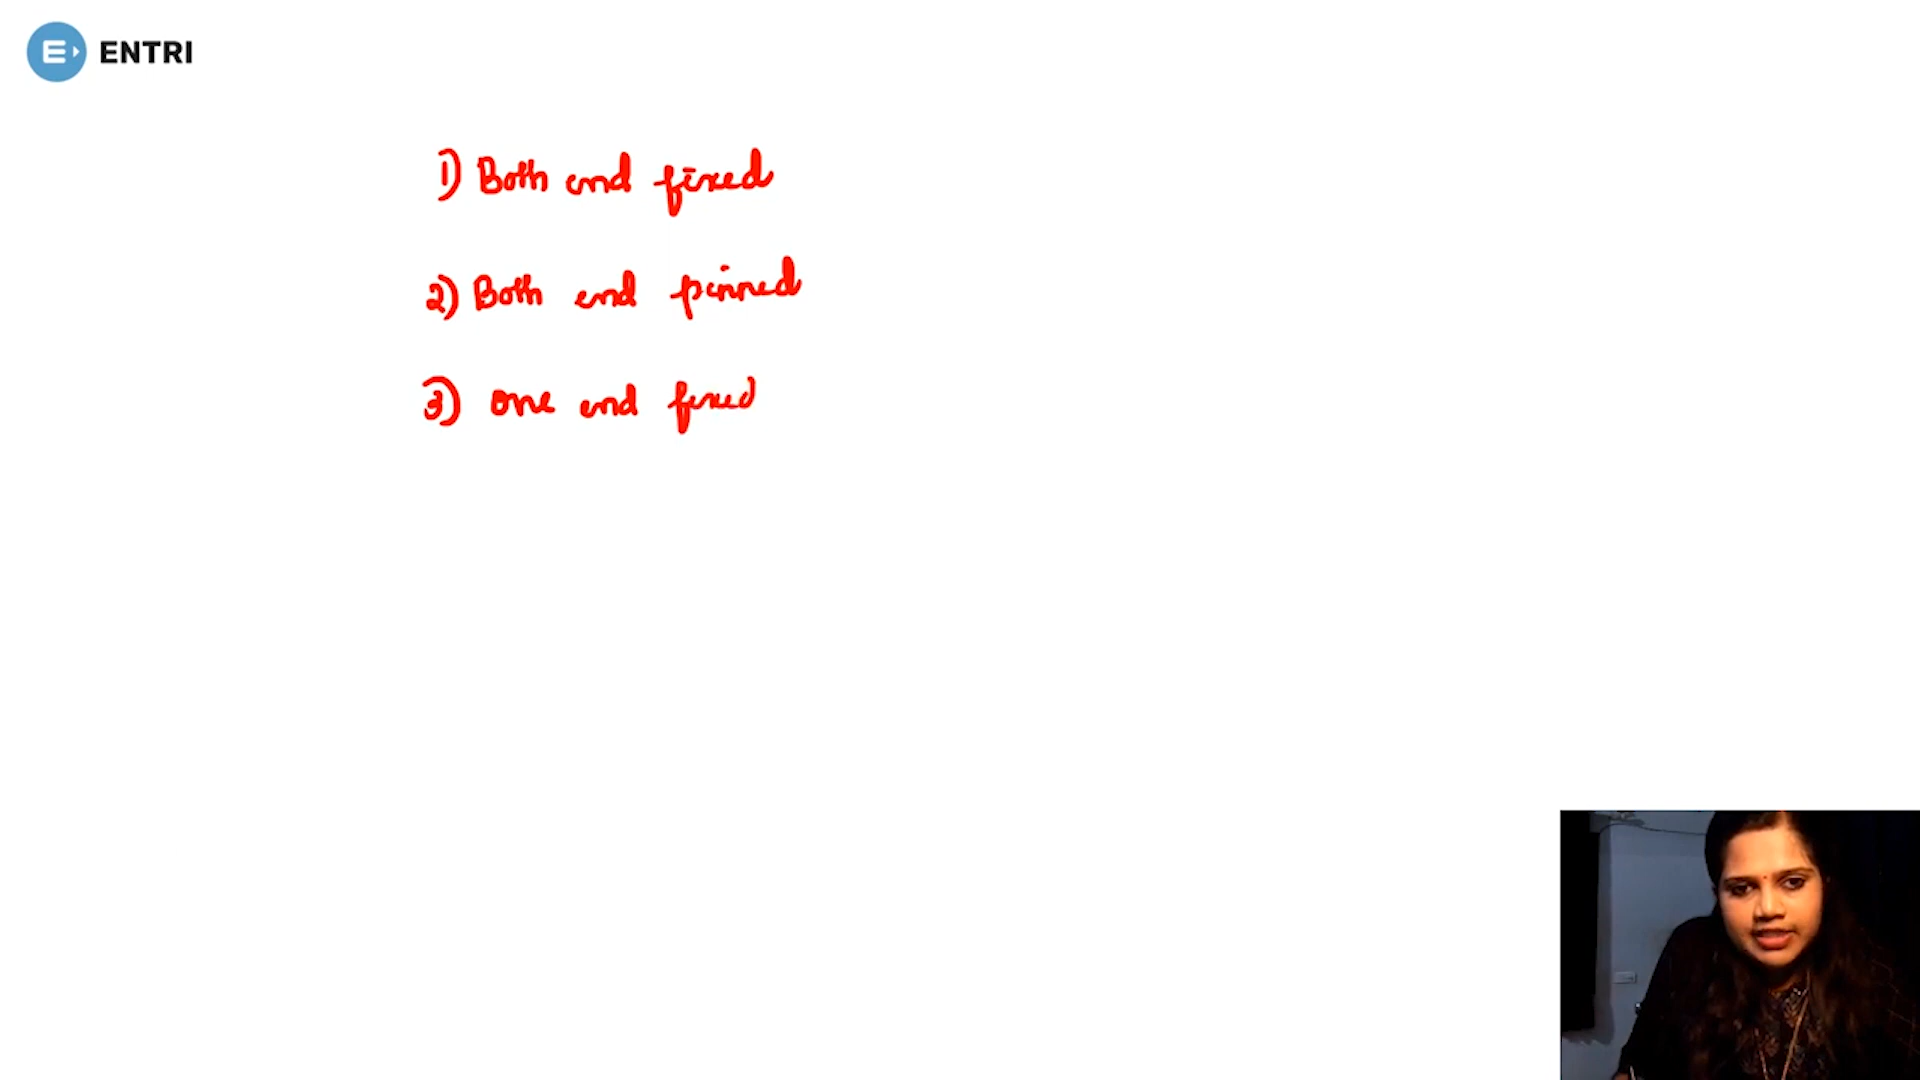 ENTRI
1) Both end fixed
2) Both end pinned
3) One end fixed